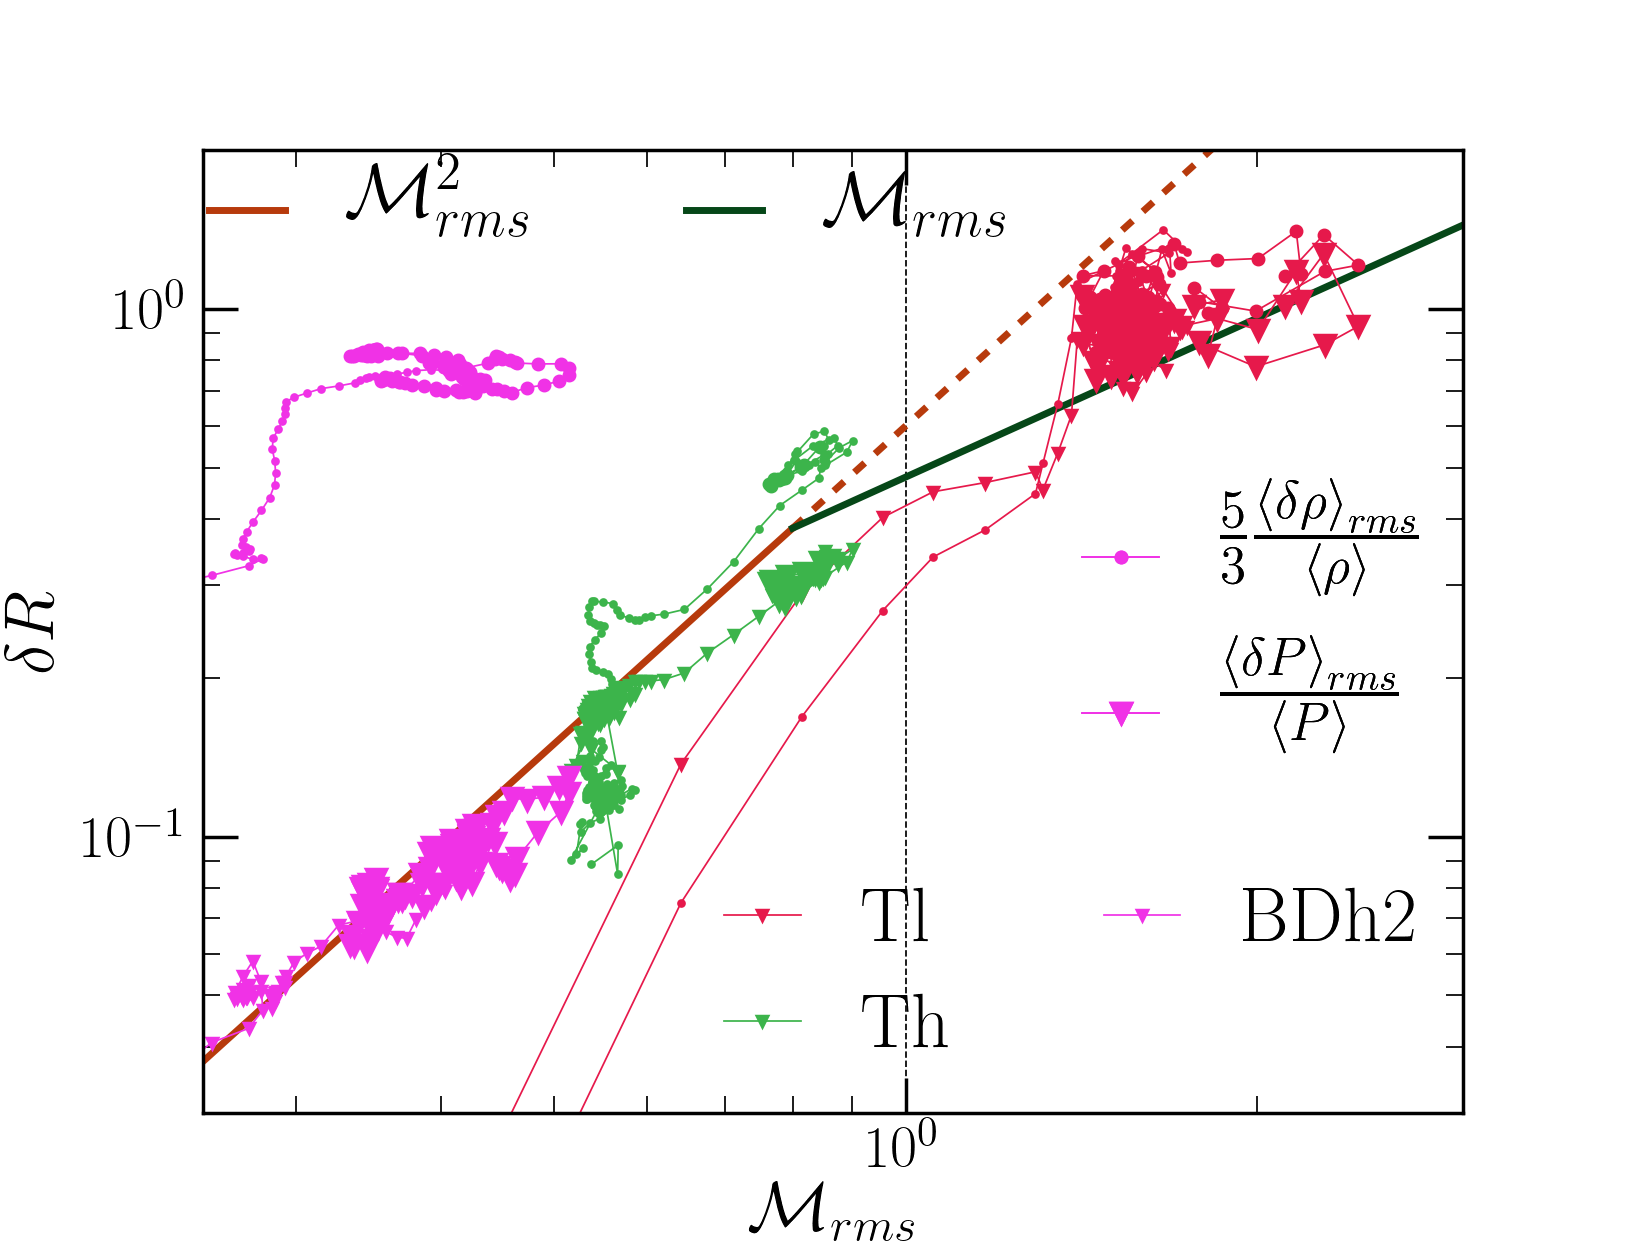 ℳ²rms ℳrms
10⁰
5/3 ⟨δρ⟩rms/⟨ρ⟩
δR
⟨δP⟩rms/⟨P⟩
10⁻¹
Tl BDh2
Th
10⁰
ℳrms